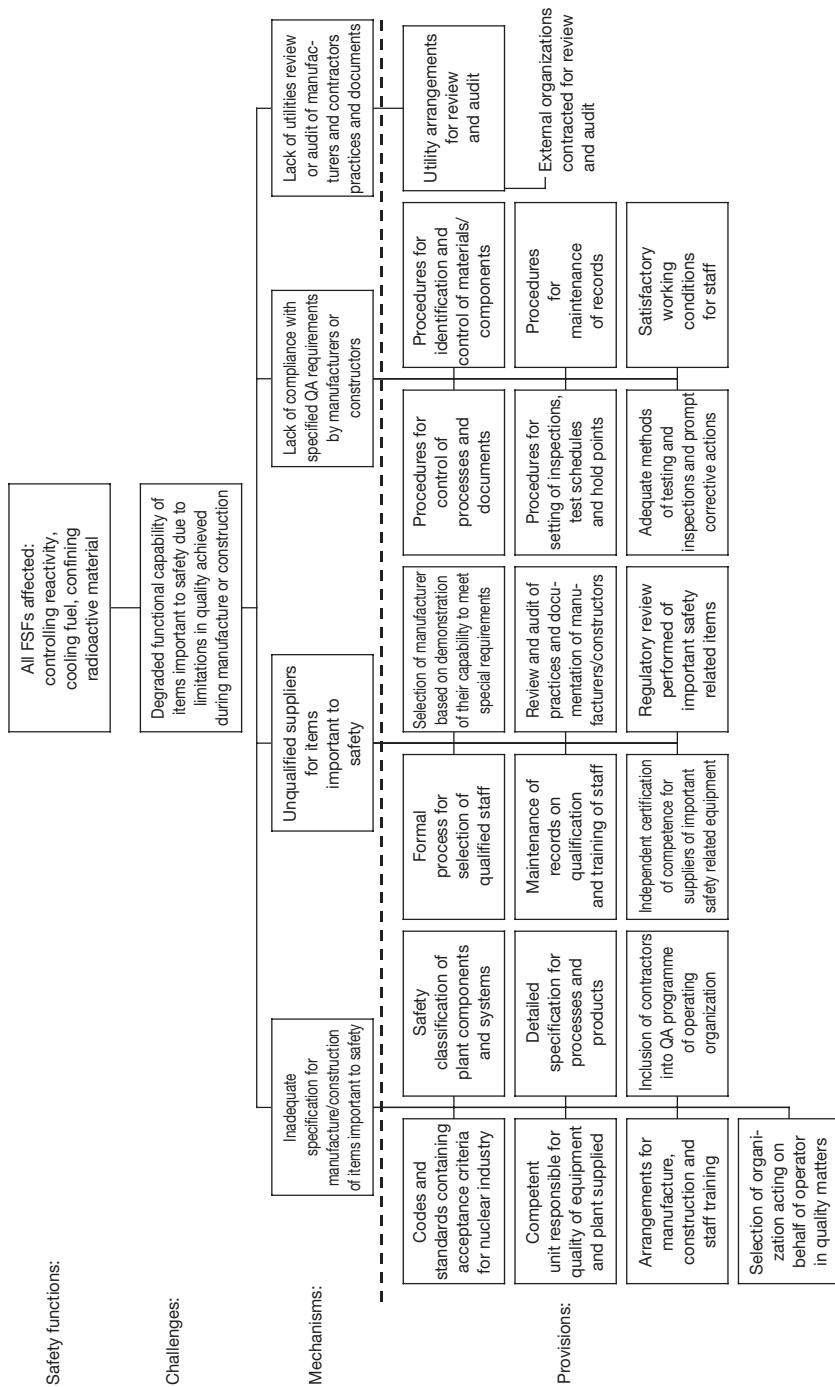 Safety functions:
All FSFs affected:
controlling reactivity,
cooling fuel, confining
radioactive material
Challenges:
Degraded functional capability of
items important to safety due to
limitations in quality achieved
during manufacture or construction
Mechanisms:
Inadequate
specification for
manufacture/construction
of items important to safety
Unqualified suppliers
for items
important to
safety
Lack of compliance with
specified QA requirements
by manufacturers or
constructors
Lack of utilities review
or audit of manufac-
turers and contractors
practices and documents
Provisions:
Codes and
standards containing
acceptance criteria
for nuclear industry
Safety
classification of
plant components
and systems
Competent
unit responsible for
quality of equipment
and plant supplied
Detailed
specification for
processes and
products
Arrangements for
manufacture,
construction and
staff training
Inclusion of contractors
into QA programme
of operating
organization
Selection of organi-
zation acting on
behalf of operator
in quality matters
Formal
process for
selection of
qualified staff
Selection of manufacturer
based on demonstration
of their capability to meet
special requirements
Maintenance of
records on
qualification
and training of staff
Review and audit of
practices and docu-
mentation of manu-
facturers/constructors
Independent certification
of competence for
suppliers of important
safety related equipment
Regulatory review
performed of
important safety
related items
Procedures for
control of
processes and
documents
Procedures for
identification and
control of materials/
components
Procedures for
setting of inspections,
test schedules
and hold points
Procedures
for
maintenance
of records
Adequate methods
of testing and
inspections and prompt
corrective actions
Satisfactory
working
conditions
for staff
Utility arrangements
for review
and audit
External organizations
contracted for review
and audit